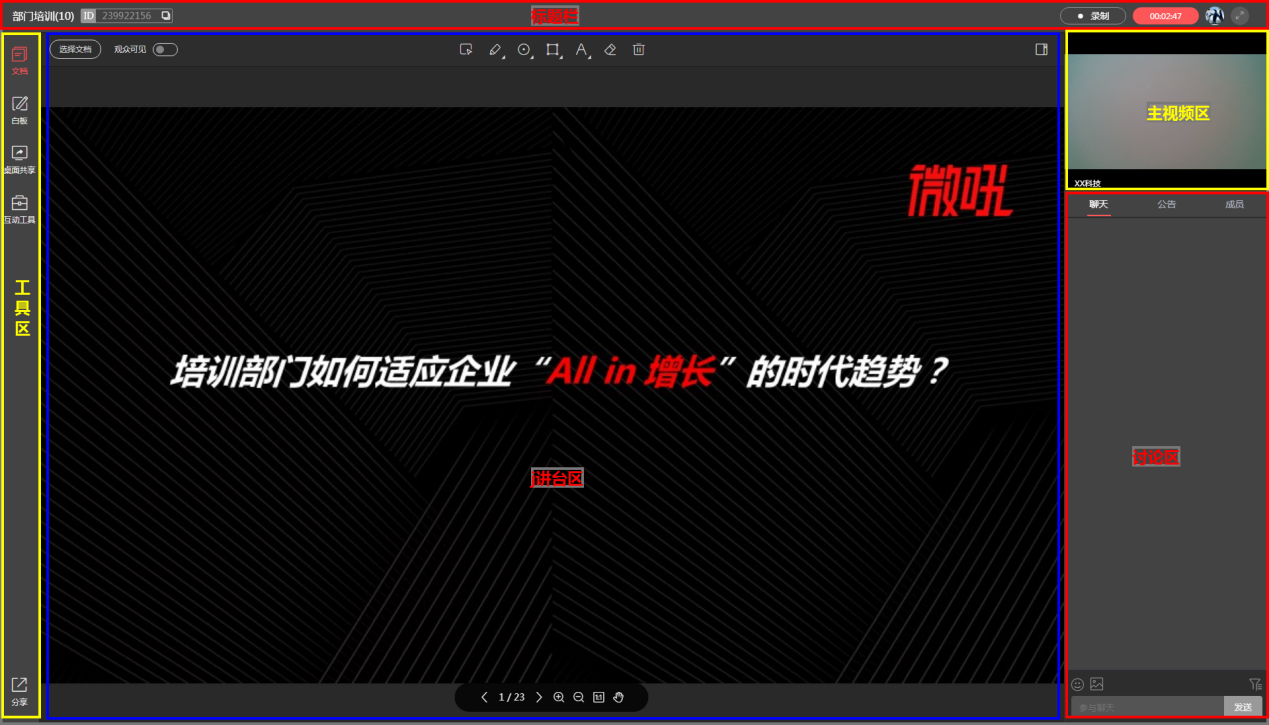 部门培训(10) ID 239922156
标题栏
录制 00:02:47
文档
白板
桌面共享
互动工具
工具区
分享
选择文档 观众可见
微吼
培训部门如何适应企业“All in 增长”的时代趋势？
讲台区
1 / 23
1:1
主视频区
XX科技
聊天 公告 成员
讨论区
参与聊天 发送